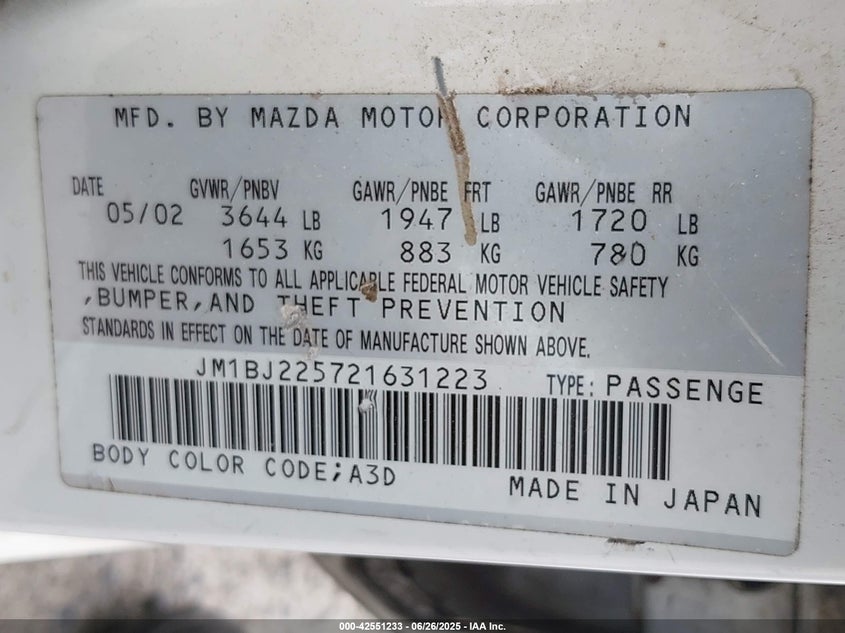 MFD. BY MAZDA MOTOR CORPORATION
DATE GVWR/PNBV GAWR/PNBE FRT GAWR/PNBE RR
05/02 3644 LB 1947 LB 1720 LB
1653 KG 883 KG 780 KG
THIS VEHICLE CONFORMS TO ALL APPLICABLE FEDERAL MOTOR VEHICLE SAFETY
,BUMPER,AND THEFT PREVENTION
STANDARDS IN EFFECT ON THE DATE OF MANUFACTURE SHOWN ABOVE.
JM1BJ225721631223 TYPE: PASSENGE
BODY COLOR CODE;A3D
MADE IN JAPAN
000-42551233 - 06/26/2025 - IAA Inc.